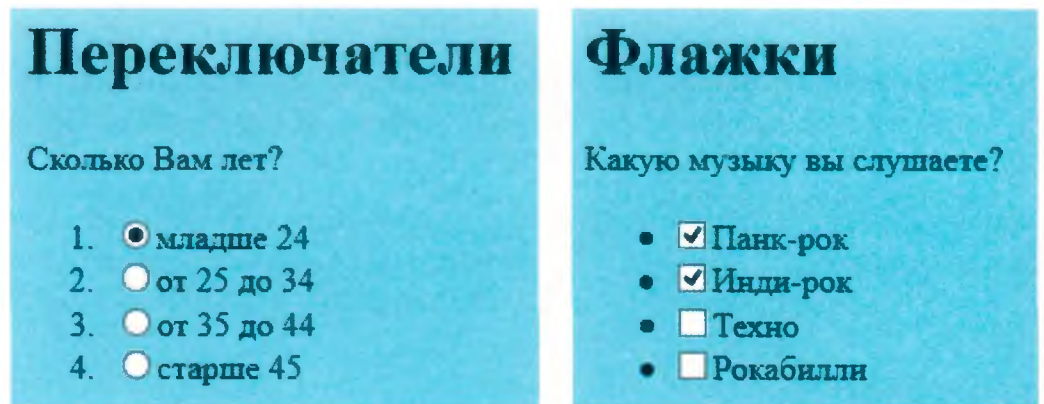 Переключатели
Сколько Вам лет?
1. младше 24
2. от 25 до 34
3. от 35 до 44
4. старше 45
Флажки
Какую музыку вы слушаете?
• Панк-рок
• Инди-рок
• Техно
• Рокабилли